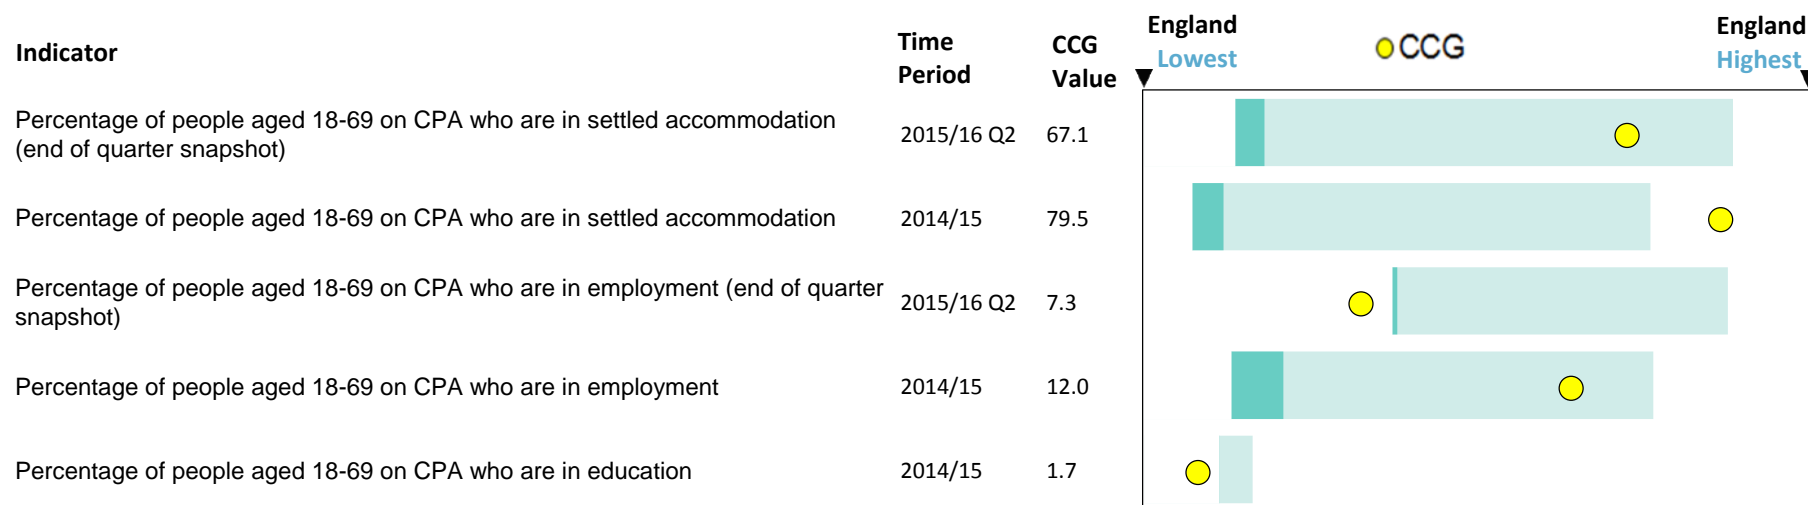 Indicator
Time
Period
CCG
Value
England
Lowest
CCG
England
Highest
Percentage of people aged 18-69 on CPA who are in settled accommodation
(end of quarter snapshot)
2015/16 Q2
67.1
Percentage of people aged 18-69 on CPA who are in settled accommodation
2014/15
79.5
Percentage of people aged 18-69 on CPA who are in employment (end of quarter
snapshot)
2015/16 Q2
7.3
Percentage of people aged 18-69 on CPA who are in employment
2014/15
12.0
Percentage of people aged 18-69 on CPA who are in education
2014/15
1.7